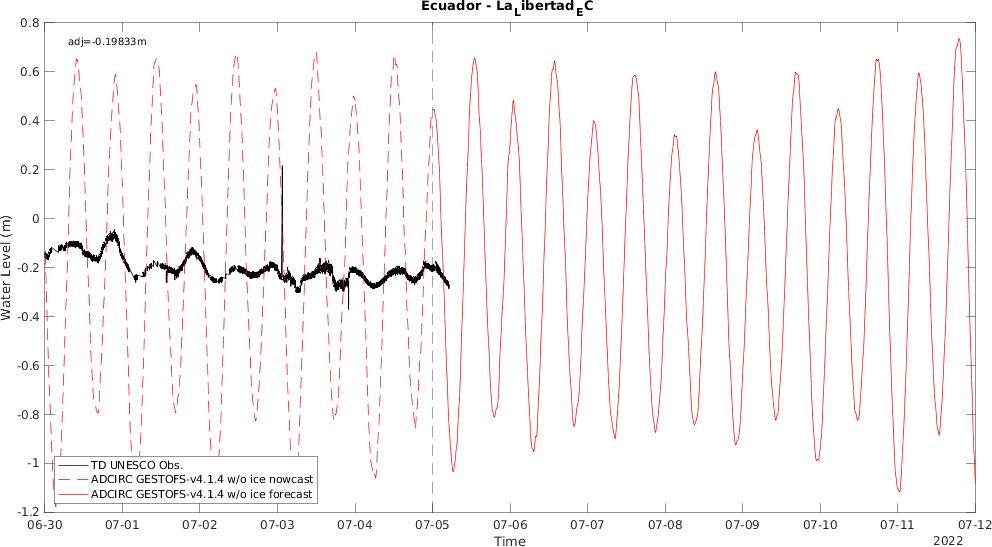 Ecuador - LaLibertadEC
adj=-0.19833m
0.8
0.6
0.4
0.2
0
-0.2
-0.4
-0.6
-0.8
-1
-1.2
Water Level (m)
TD UNESCO Obs.
ADCIRC GESTOFS-v4.1.4 w/o ice nowcast
ADCIRC GESTOFS-v4.1.4 w/o ice forecast
06-30 07-01 07-02 07-03 07-04 07-05 07-06 07-07 07-08 07-09 07-10 07-11 07-12
Time
2022